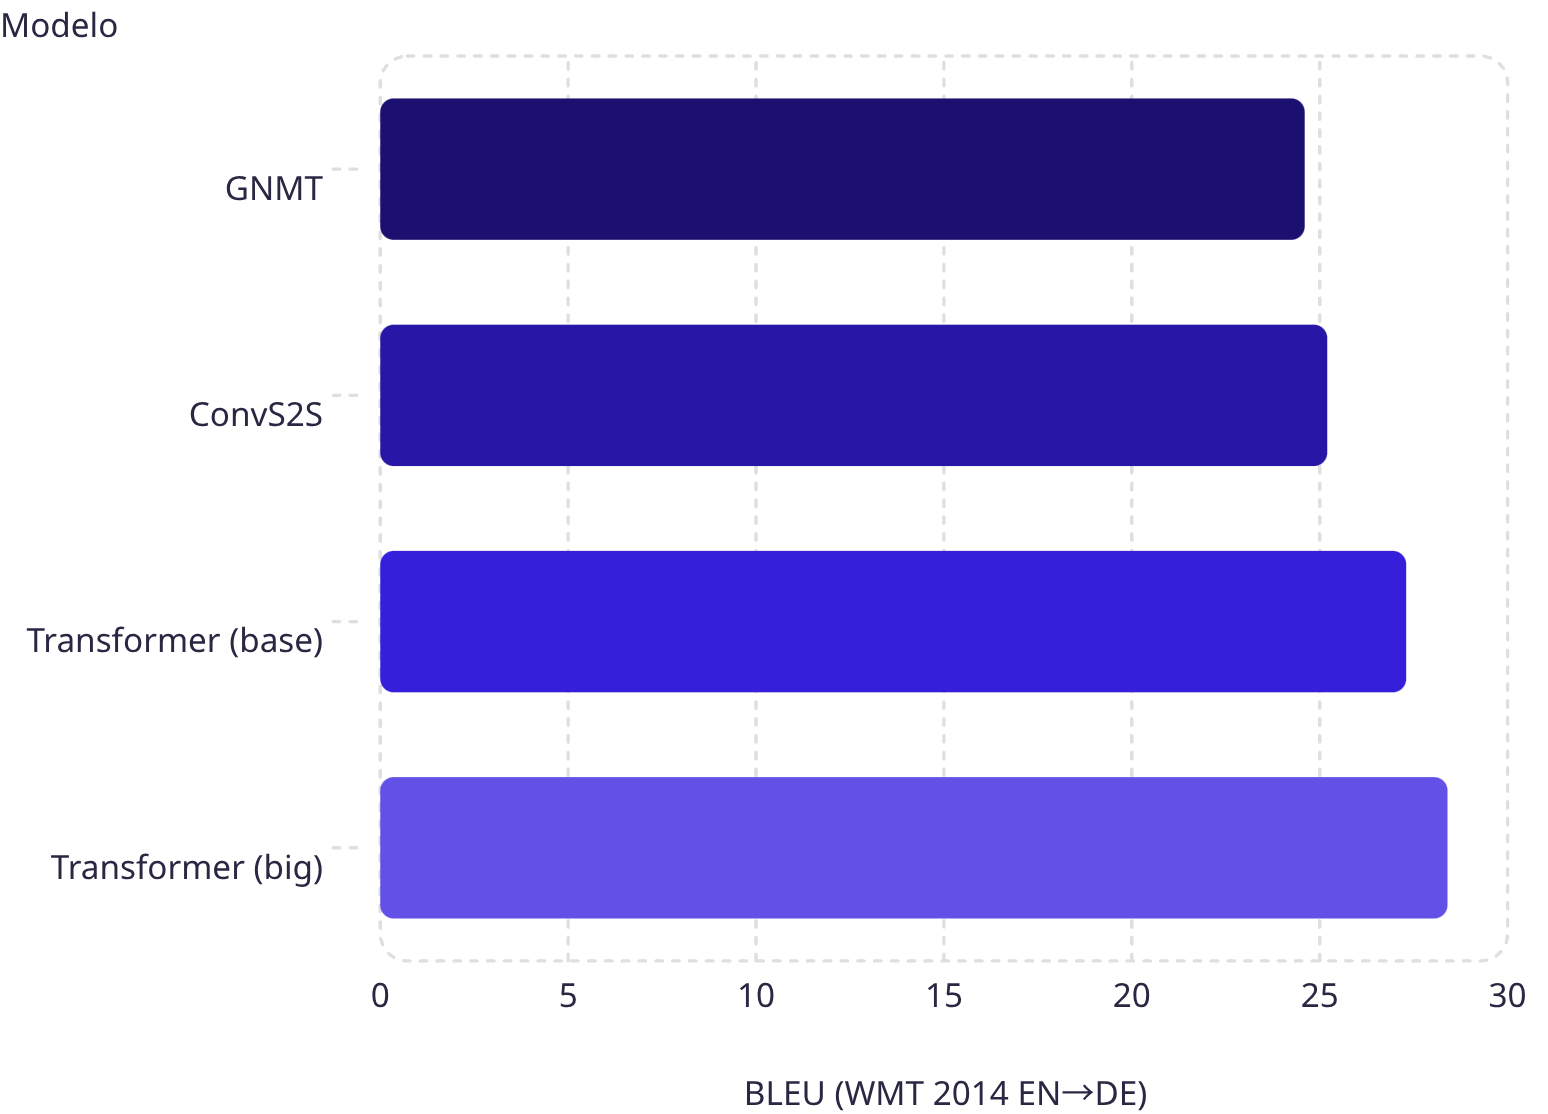 Modelo
GNMT
ConvS2S
Transformer (base)
Transformer (big)
0 5 10 15 20 25 30
BLEU (WMT 2014 EN→DE)